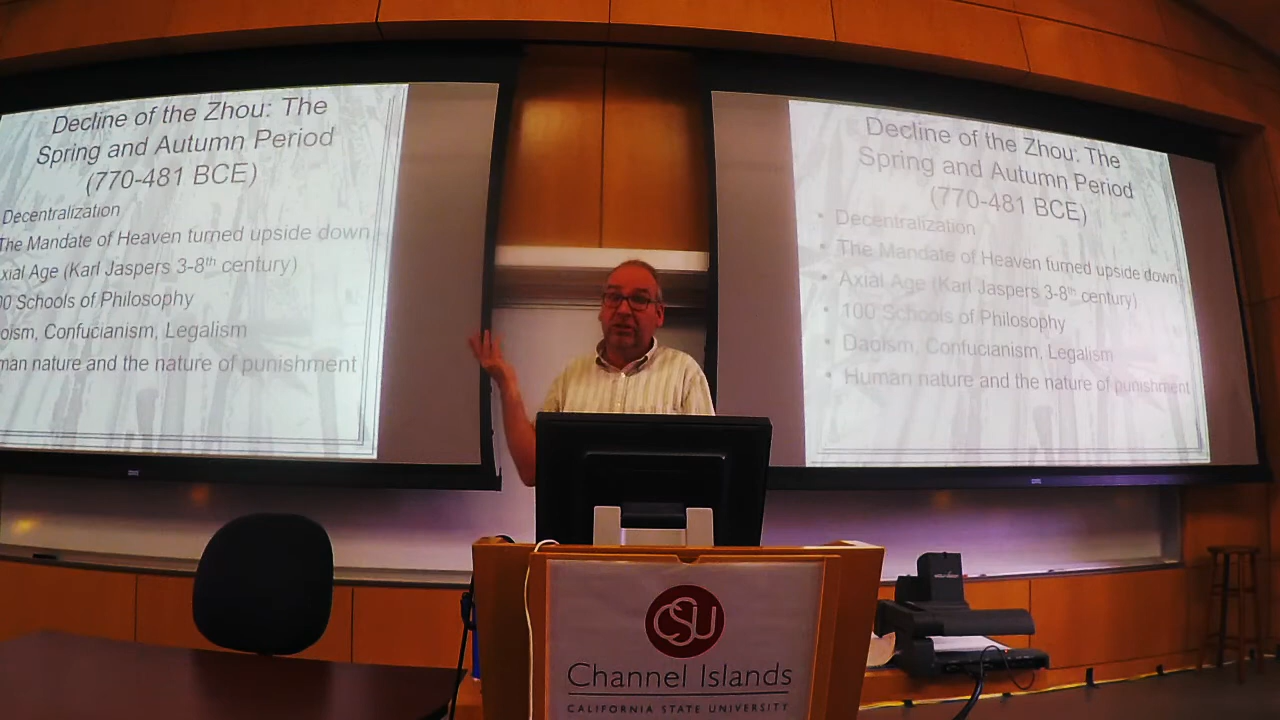 Decline of the Zhou: The
Spring and Autumn Period
(770-481 BCE)
Decentralization
The Mandate of Heaven turned upside down
xial Age (Karl Jaspers 3-8th century)
00 Schools of Philosophy
oism, Confucianism, Legalism
man nature and the nature of punishment
Decline of the Zhou: The
Spring and Autumn Period
(770-481 BCE)
• Decentralization
• The Mandate of Heaven turned upside down
• Axial Age (Karl Jaspers 3-8th century)
• 100 Schools of Philosophy
• Daoism, Confucianism, Legalism
• Human nature and the nature of punishment
CSU
Channel Islands
CALIFORNIA STATE UNIVERSITY